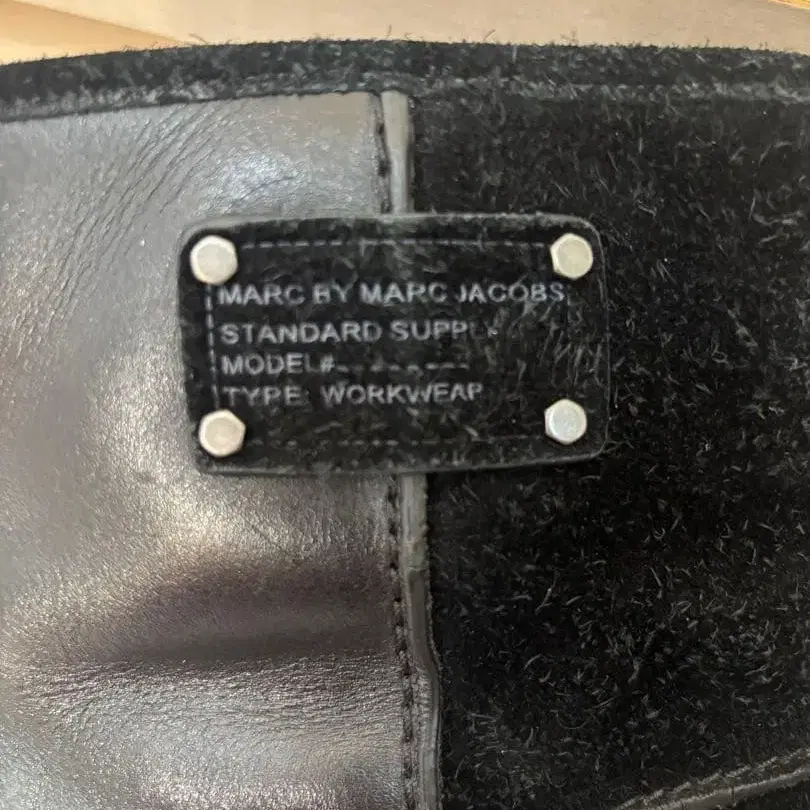 MARC BY MARC JACOBS
STANDARD SUPPLY
MODEL#
TYPE: WORKWEAR